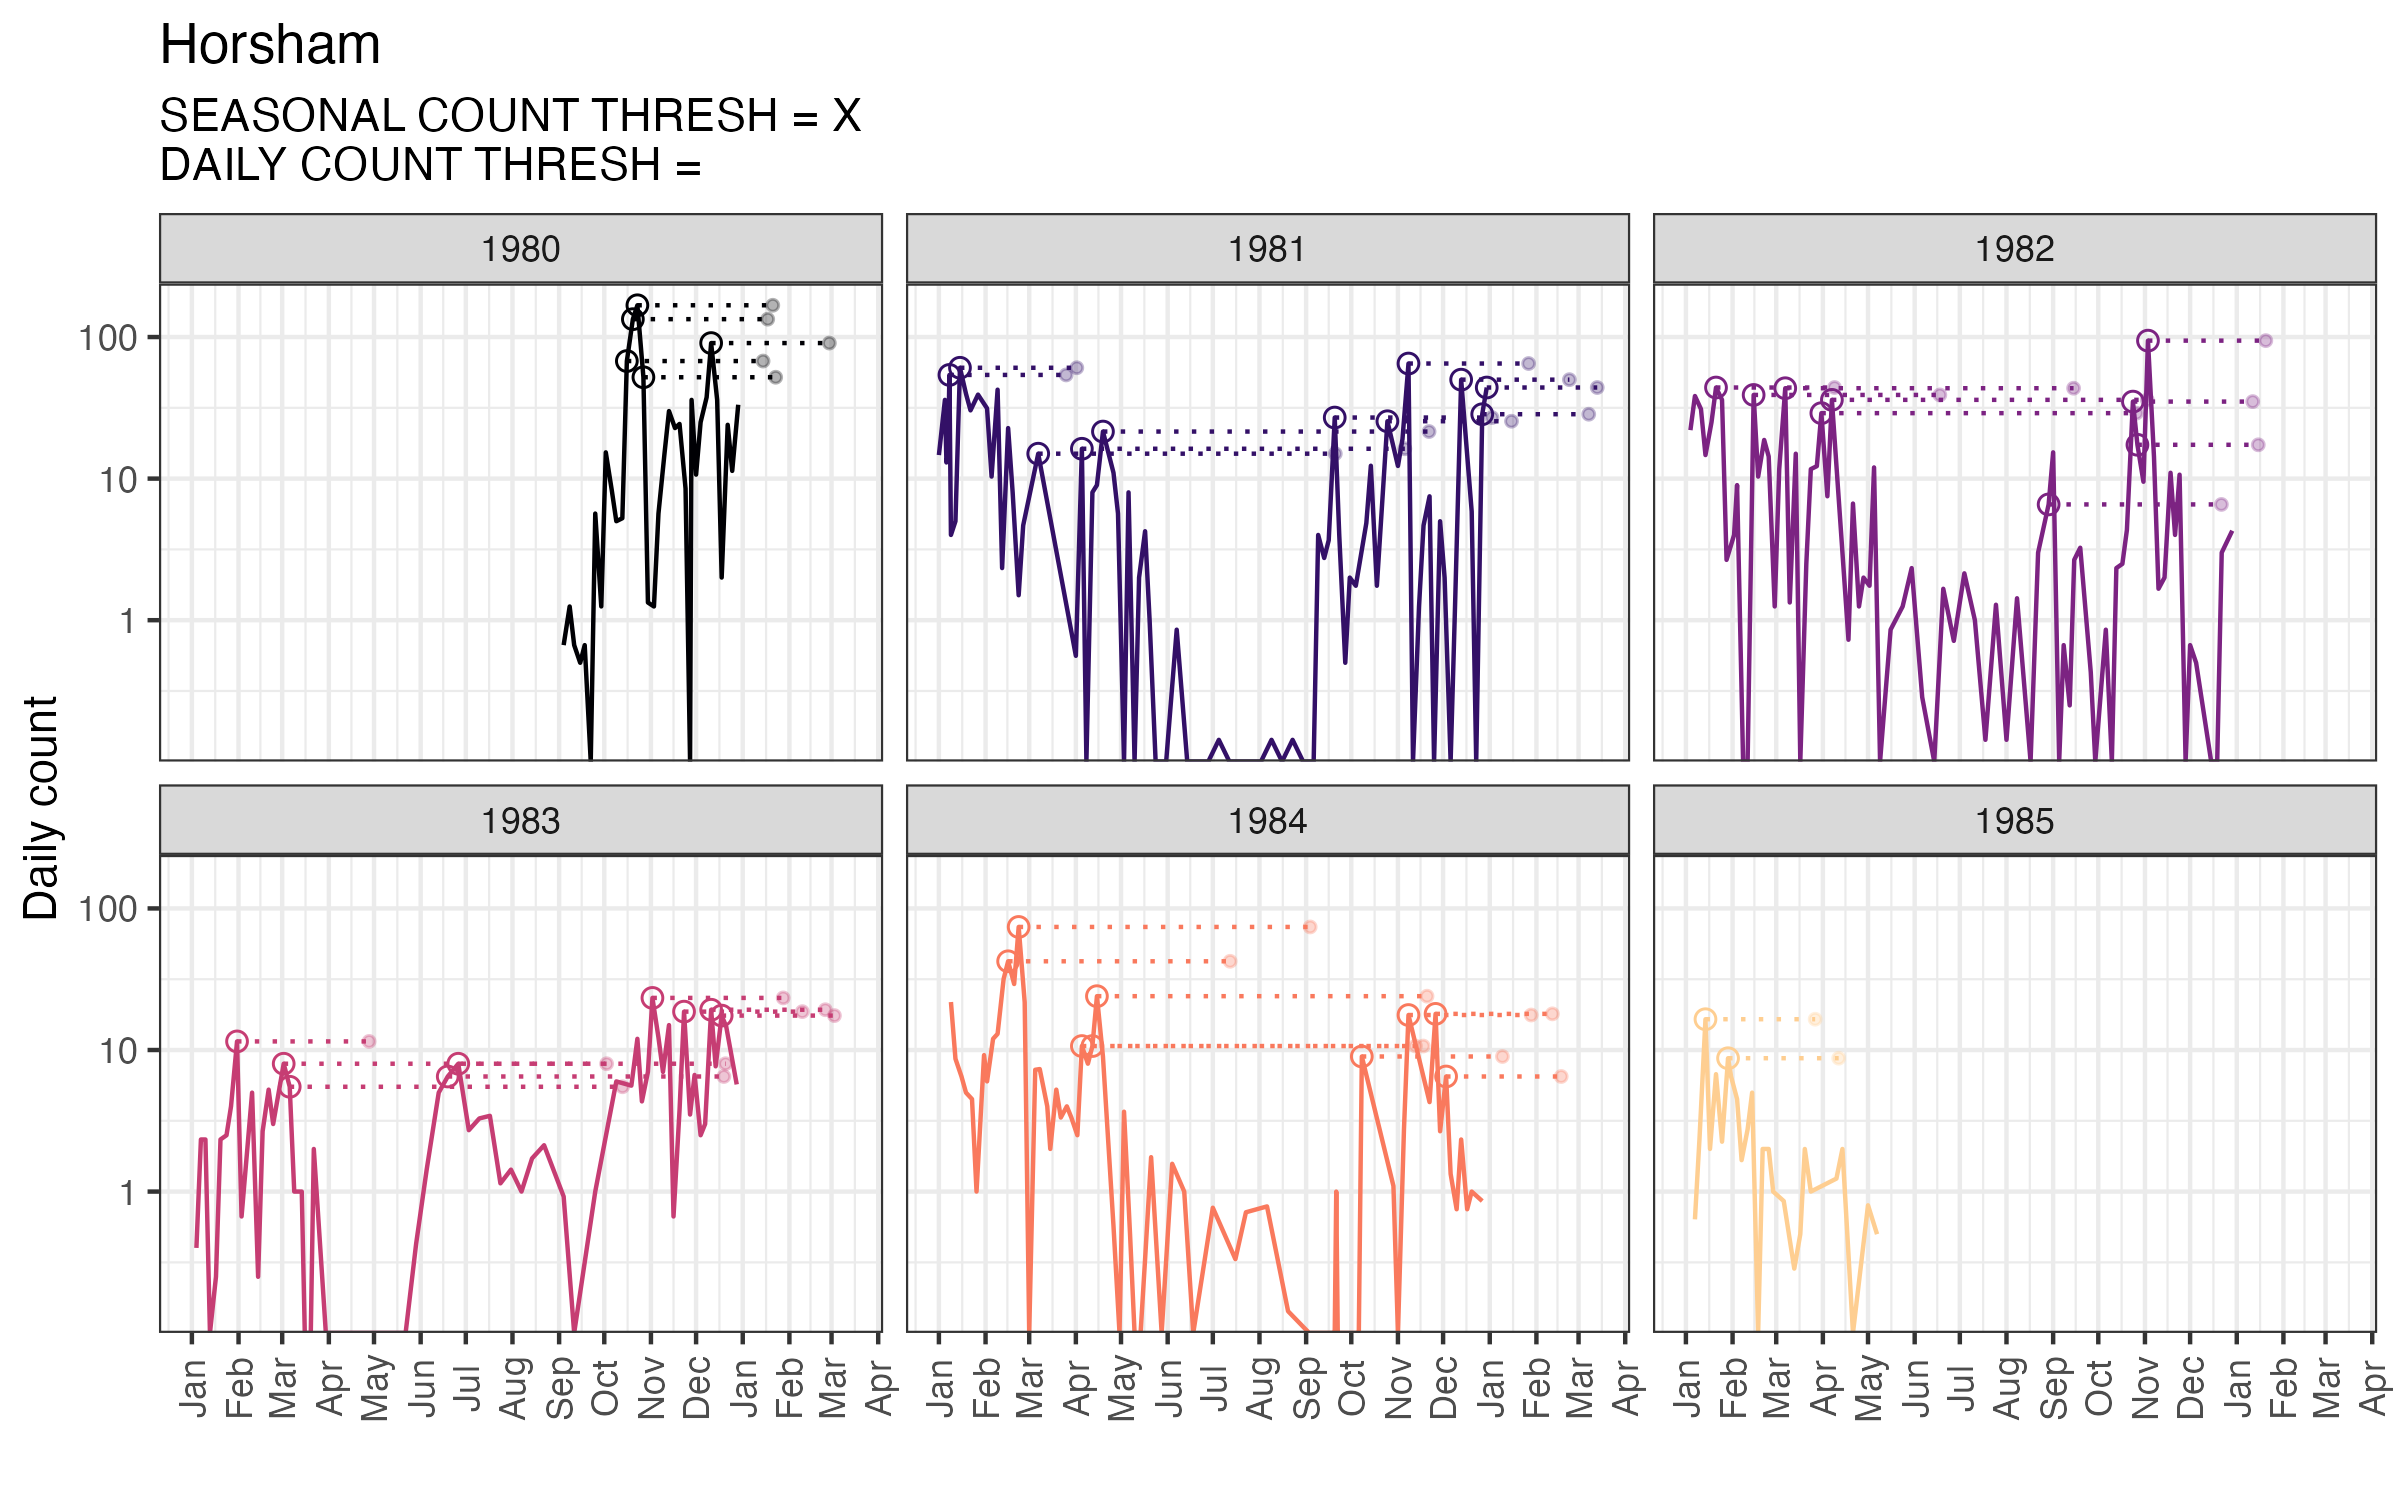 Horsham
SEASONAL COUNT THRESH = X
DAILY COUNT THRESH =
1980 1981 1982
100
10
1
Daily count
1983 1984 1985
100
10
1
Jan Feb Mar Apr May Jun Jul Aug Sep Oct Nov Dec Jan Feb Mar Apr Jan Feb Mar Apr May Jun Jul Aug Sep Oct Nov Dec Jan Feb Mar Apr Jan Feb Mar Apr May Jun Jul Aug Sep Oct Nov Dec Jan Feb Mar Apr